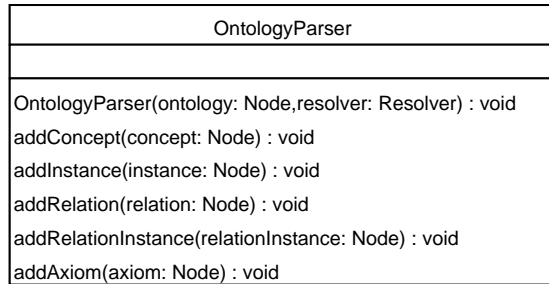 OntologyParser
OntologyParser(ontology: Node,resolver: Resolver) : void
addConcept(concept: Node) : void
addInstance(instance: Node) : void
addRelation(relation: Node) : void
addRelationInstance(relationInstance: Node) : void
addAxiom(axiom: Node) : void